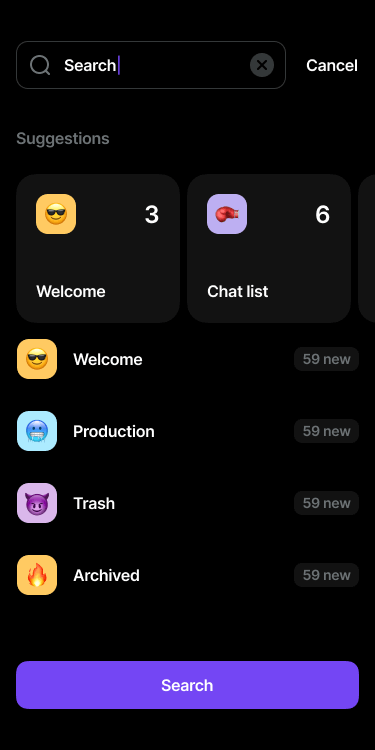 Search
Cancel
Suggestions
3
6
Welcome
Chat list
Welcome
59 new
Production
59 new
Trash
59 new
Archived
59 new
Search